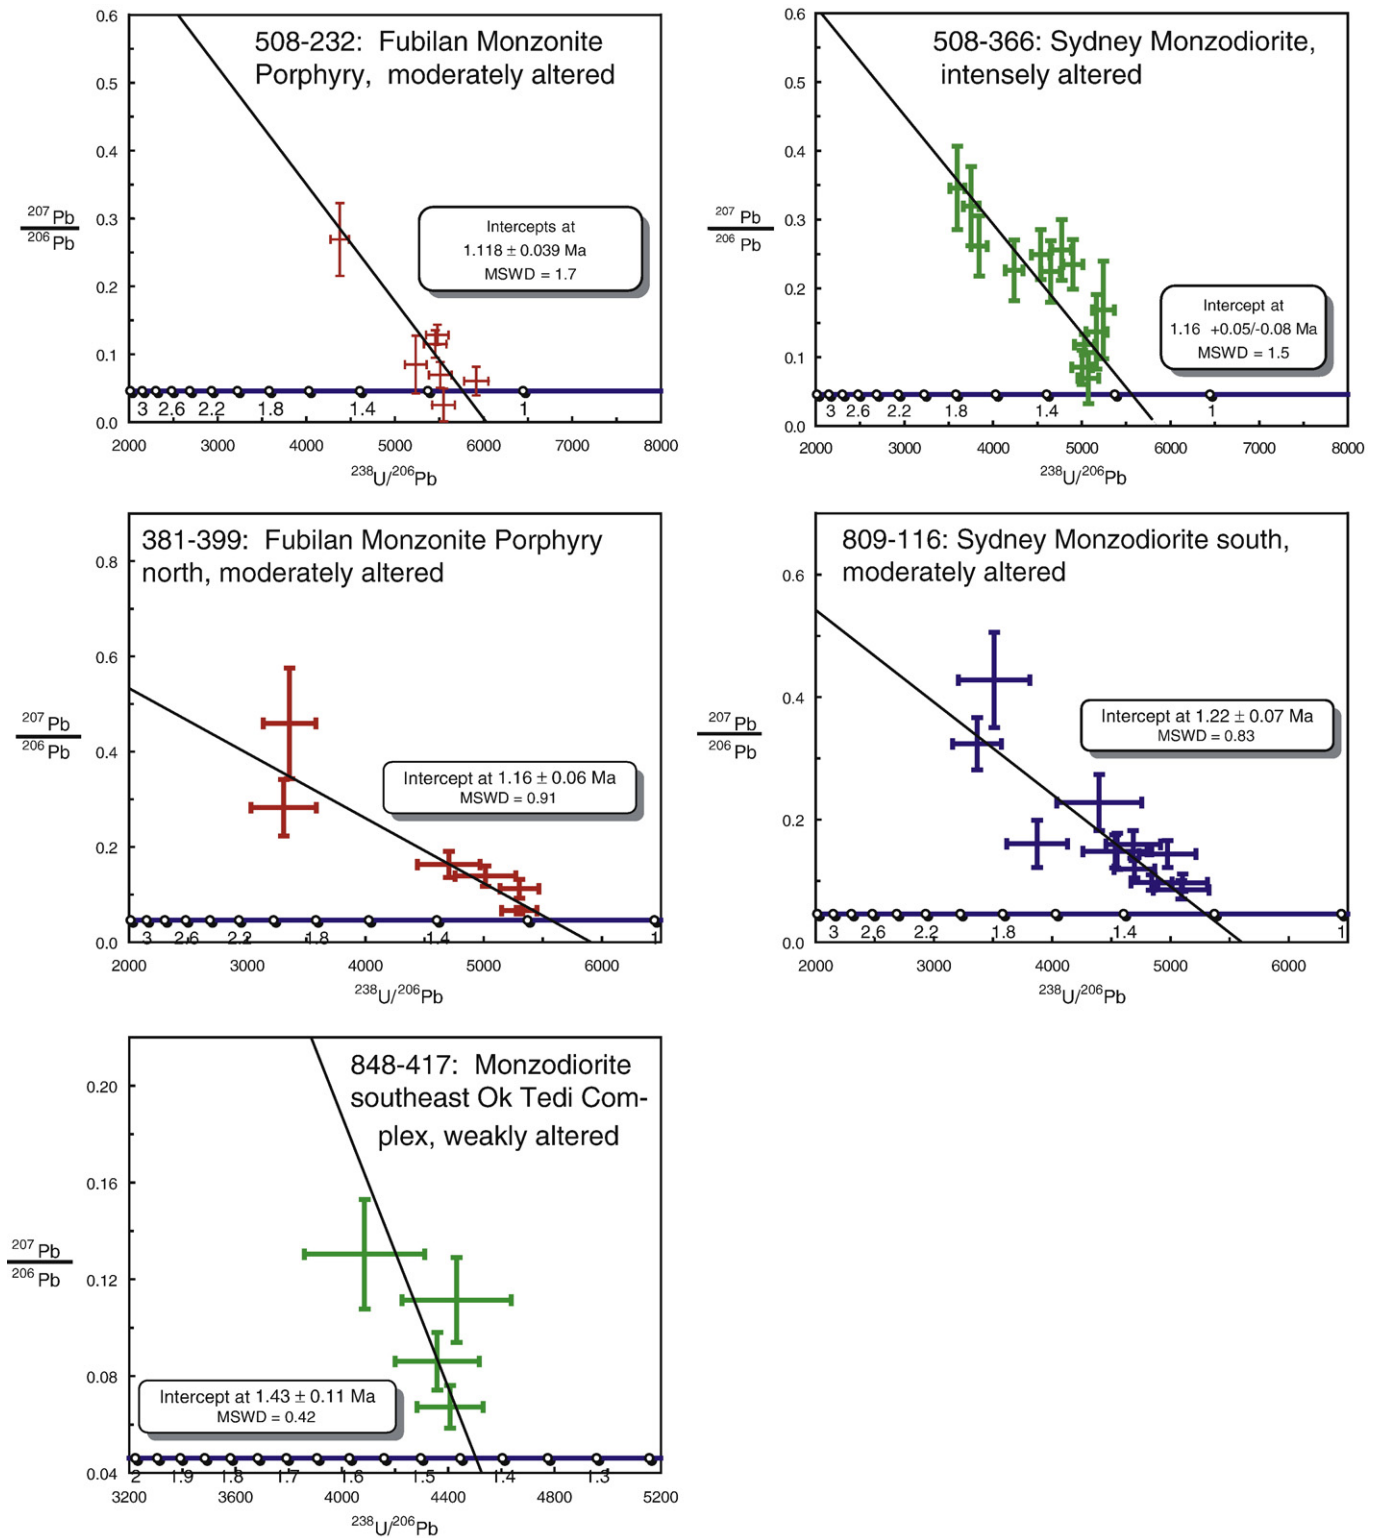 508-232: Fubilan Monzonite
Porphyry, moderately altered
0.6
0.5
0.4
0.3
0.2
0.1
0.0
207Pb
206Pb
Intercepts at
1.118 ± 0.039 Ma
MSWD = 1.7
3 2.6 2.2 1.8 1.4 1
2000 3000 4000 5000 6000 7000 8000
238U/206Pb
508-366: Sydney Monzodiorite,
intensely altered
0.6
0.5
0.4
0.3
0.2
0.1
0.0
207Pb
206Pb
Intercept at
1.16 +0.05/-0.08 Ma
MSWD = 1.5
3 2.6 2.2 1.8 1.4 1
2000 3000 4000 5000 6000 7000 8000
238U/206Pb
381-399: Fubilan Monzonite Porphyry
north, moderately altered
0.8
0.6
0.4
0.2
0.0
207Pb
206Pb
Intercept at 1.16 ± 0.06 Ma
MSWD = 0.91
3 2.6 2.2 1.8 1.4 1
2000 3000 4000 5000 6000
238U/206Pb
809-116: Sydney Monzodiorite south,
moderately altered
0.6
0.4
0.2
0.0
207Pb
206Pb
Intercept at 1.22 ± 0.07 Ma
MSWD = 0.83
3 2.6 2.2 1.8 1.4 1
2000 3000 4000 5000 6000
238U/206Pb
848-417: Monzodiorite
southeast Ok Tedi Com-
plex, weakly altered
0.20
0.16
0.12
0.08
0.04
207Pb
206Pb
Intercept at 1.43 ± 0.11 Ma
MSWD = 0.42
2 1.9 1.8 1.7 1.6 1.5 1.4 1.3
3200 3600 4000 4400 4800 5200
238U/206Pb